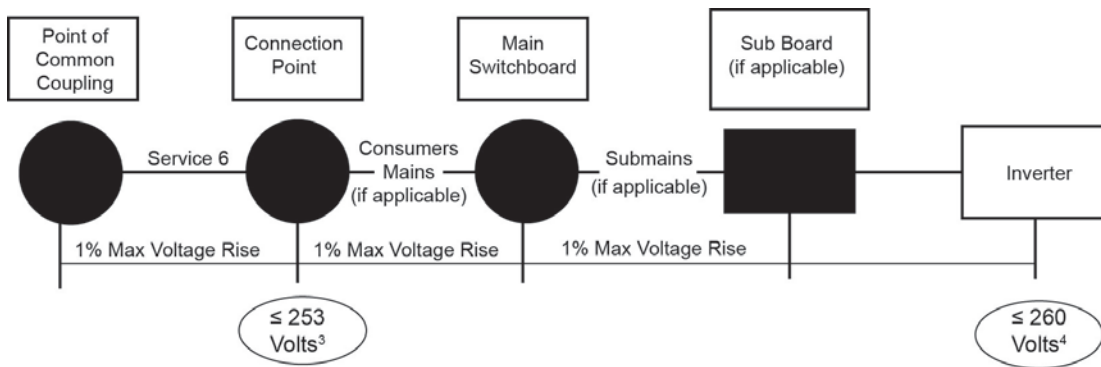 Point of
Common
Coupling
Connection
Point
Main
Switchboard
Sub Board
(if applicable)
Service 6
Consumers
Mains
(if applicable)
Submains
(if applicable)
Inverter
1% Max Voltage Rise
1% Max Voltage Rise
1% Max Voltage Rise
≤ 253
Volts³
≤ 260
Volts⁴